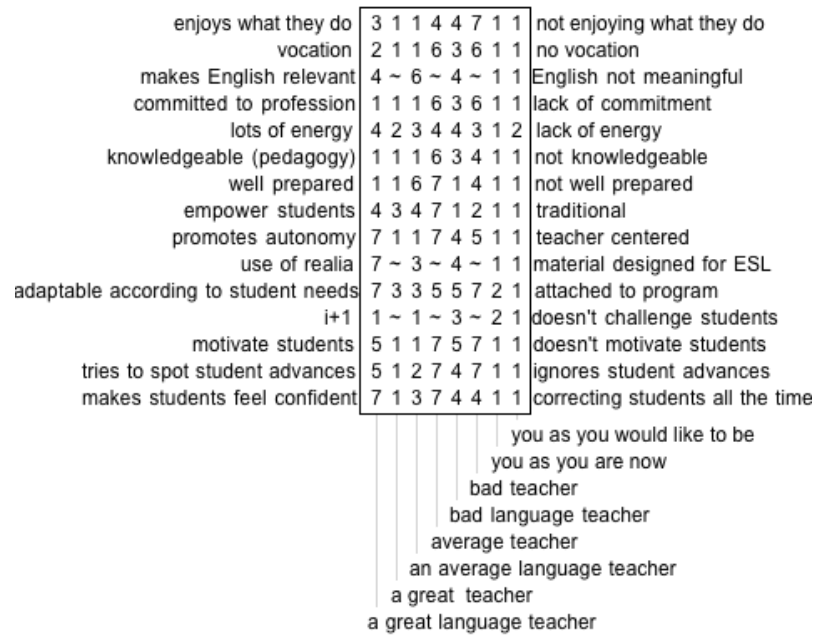 enjoys what they do 3 1 1 4 4 7 1 1 not enjoying what they do
vocation 2 1 1 6 3 6 1 1 no vocation
makes English relevant 4 ~ 6 ~ 4 ~ 1 1 English not meaningful
committed to profession 1 1 1 6 3 6 1 1 lack of commitment
lots of energy 4 2 3 4 4 3 1 2 lack of energy
knowledgeable (pedagogy) 1 1 1 6 3 4 1 1 not knowledgeable
well prepared 1 1 6 7 1 4 1 1 not well prepared
empower students 4 3 4 7 1 2 1 1 traditional
promotes autonomy 7 1 1 7 4 5 1 1 teacher centered
use of realia 7 ~ 3 ~ 4 ~ 1 1 material designed for ESL
adaptable according to student needs 7 3 3 5 5 7 2 1 attached to program
i+1 1 ~ 1 ~ 3 ~ 2 1 doesn't challenge students
motivate students 5 1 1 7 5 7 1 1 doesn't motivate students
tries to spot student advances 5 1 2 7 4 7 1 1 ignores student advances
makes students feel confident 7 1 3 7 4 4 1 1 correcting students all the time
you as you would like to be
you as you are now
bad teacher
bad language teacher
average teacher
an average language teacher
a great teacher
a great language teacher